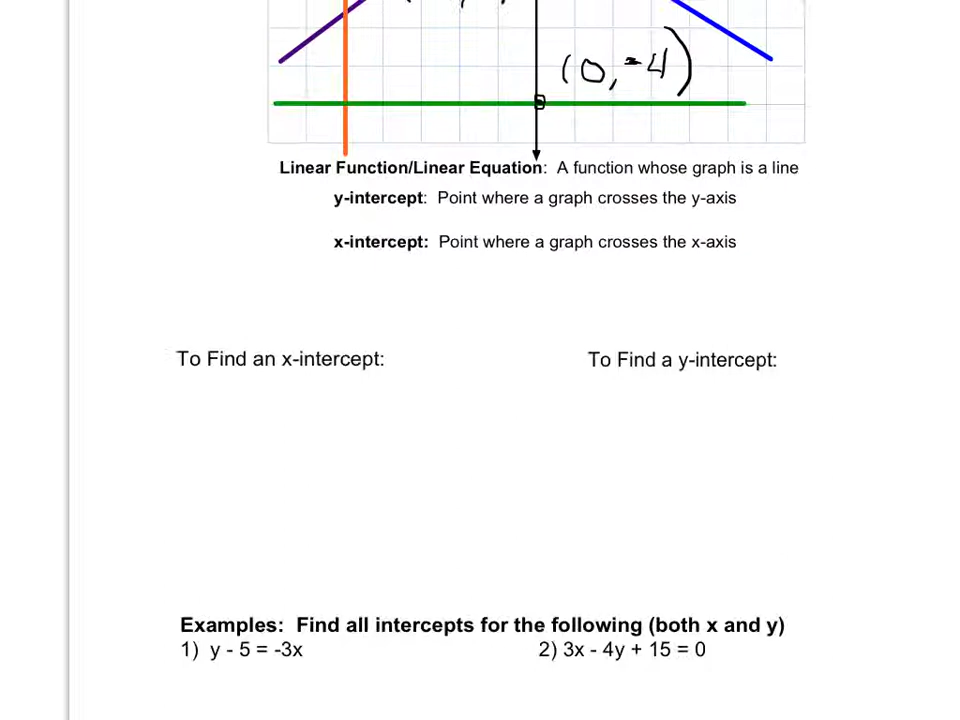 (0, -4)
Linear Function/Linear Equation: A function whose graph is a line
y-intercept: Point where a graph crosses the y-axis
x-intercept: Point where a graph crosses the x-axis
To Find an x-intercept:
To Find a y-intercept:
Examples: Find all intercepts for the following (both x and y)
1) y - 5 = -3x
2) 3x - 4y + 15 = 0